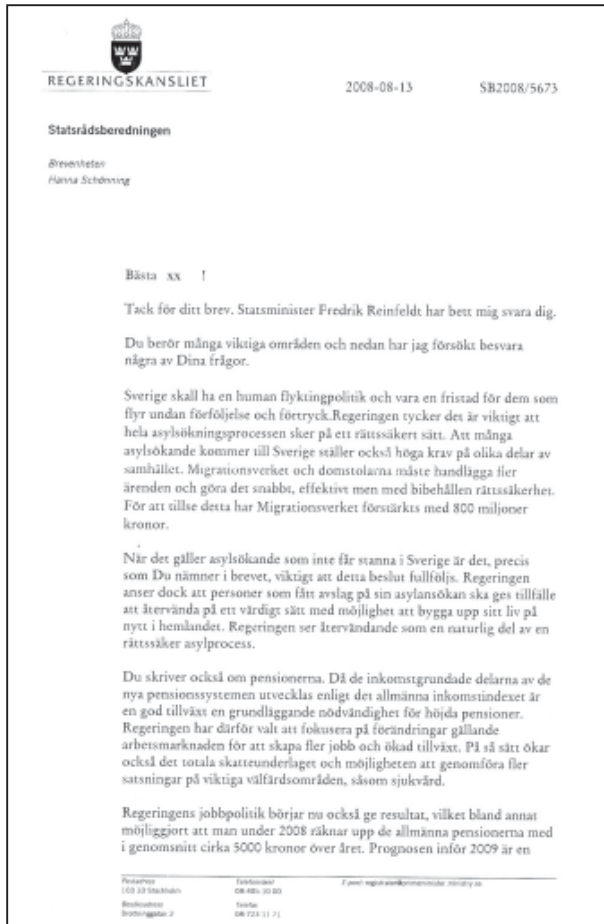 REGERINGSKANSLIET
2008-08-13 SB2008/5673
Statsrådsberedningen
Brevenheten
Hanna Schönning
Bästa xx !
Tack för ditt brev. Statsminister Fredrik Reinfeldt har bett mig svara dig.
Du berör många viktiga områden och nedan har jag försökt besvara
några av Dina frågor.
Sverige skall ha en human flyktingpolitik och vara en fristad för dem som
flyr undan förföljelse och förtryck.Regeringen tycker det är viktigt att
hela asylsökningsprocessen sker på ett rättssäkert sätt. Att många
asylsökande kommer till Sverige ställer också höga krav på olika delar av
samhället. Migrationsverket och domstolarna måste handlägga fler
ärenden och göra det snabbt, effektivt men med bibehållen rättssäkerhet.
För att tillse detta har Migrationsverket förstärkts med 800 miljoner
kronor.
När det gäller asylsökande som inte får stanna i Sverige är det, precis
som Du nämner i brevet, viktigt att detta beslut fullföljs. Regeringen
anser dock att personer som fått avslag på sin asylansökan ska ges tillfälle
att återvända på ett värdigt sätt med möjlighet att bygga upp sitt liv på
nytt i hemlandet. Regeringen ser återvändande som en naturlig del av en
rättssäker asylprocess.
Du skriver också om pensionerna. Då de inkomstgrundade delarna av de
nya pensionssystemen utvecklas enligt det allmänna inkomstindexet är
en god tillväxt en grundläggande nödvändighet för höjda pensioner.
Regeringen har därför valt att fokusera på förändringar gällande
arbetsmarknaden för att skapa fler jobb och ökad tillväxt. På så sätt ökar
också det totala skatteunderlaget och möjligheten att genomföra fler
satsningar på viktiga välfärdsområden, såsom sjukvård.
Regeringens jobbpolitik börjar nu också ge resultat, vilket bland annat
möjliggjort att man under 2008 räknar upp de allmänna pensionerna med
i genomsnitt cirka 5000 kronor över året. Prognosen inför 2009 är en
Postadress Telefonväxel
103 33 Stockholm 08-405 10 00
Besöksadress Telefax
08-723 11 71